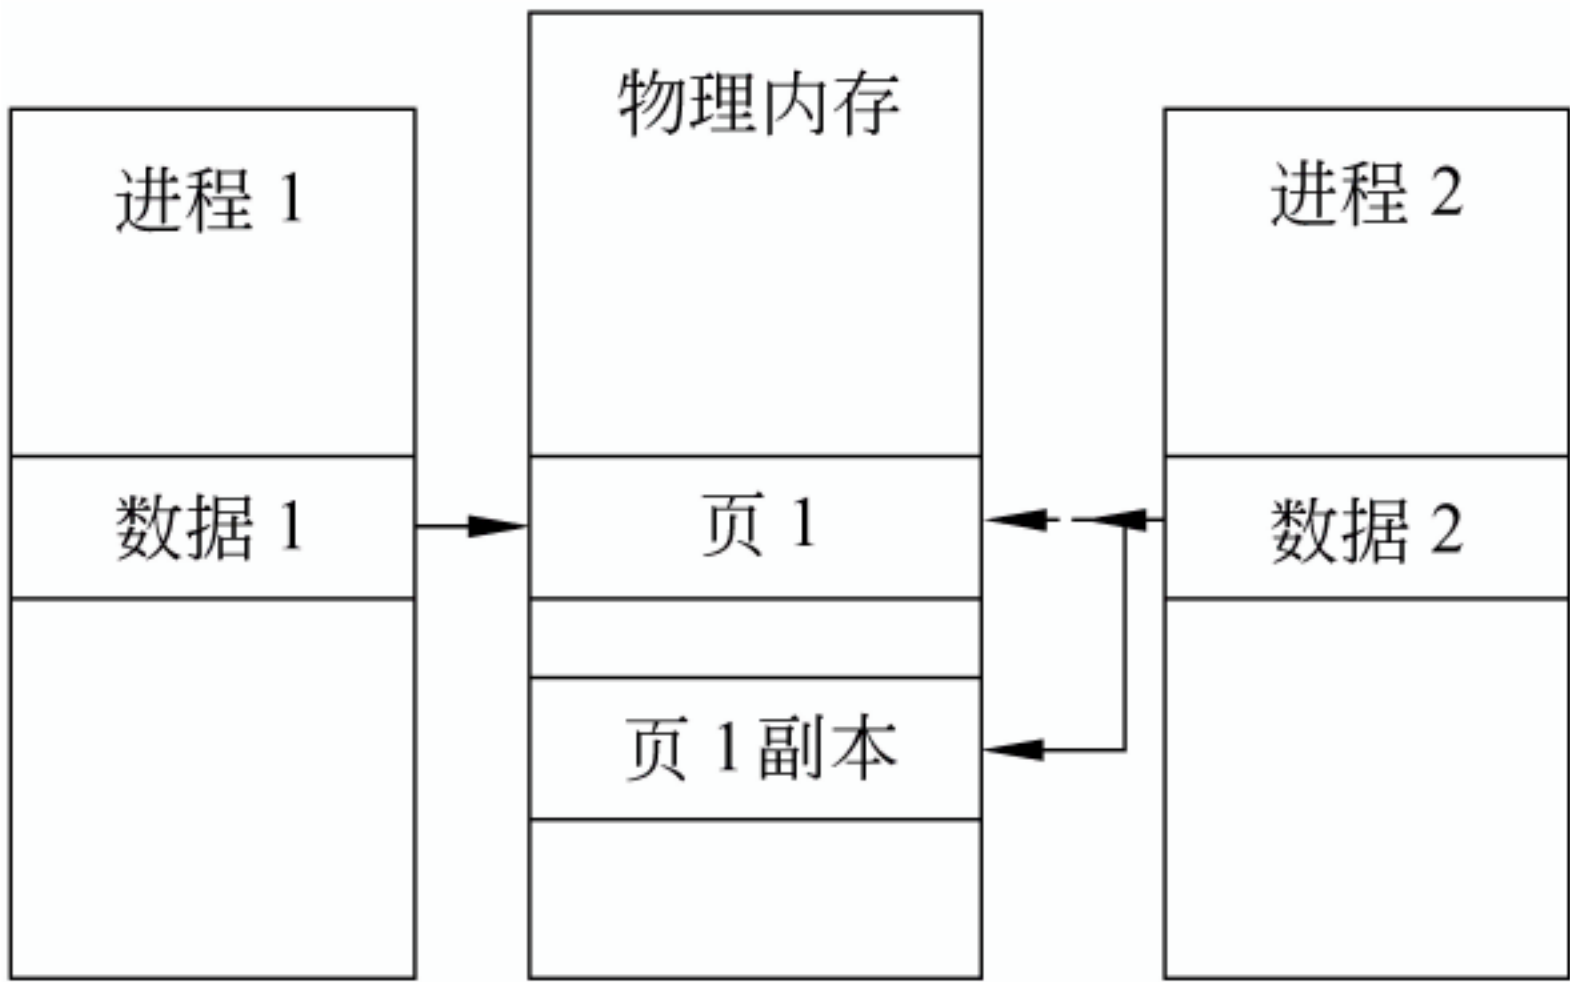 物理内存
进程 1
进程 2
数据 1
页 1
数据 2
页 1 副本